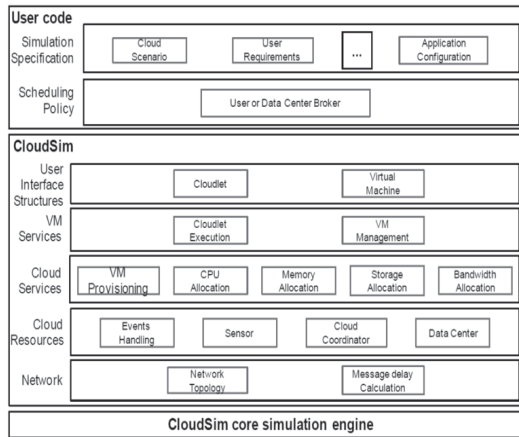 User code
Simulation
Specification
Cloud
Scenario
User
Requirements
...
Application
Configuration
Scheduling
Policy
User or Data Center Broker
CloudSim
User
Interface
Structures
Cloudlet
Virtual
Machine
VM
Services
Cloudlet
Execution
VM
Management
Cloud
Services
VM
Provisioning
CPU
Allocation
Memory
Allocation
Storage
Allocation
Bandwidth
Allocation
Cloud
Resources
Events
Handling
Sensor
Cloud
Coordinator
Data Center
Network
Network
Topology
Message delay
Calculation
CloudSim core simulation engine